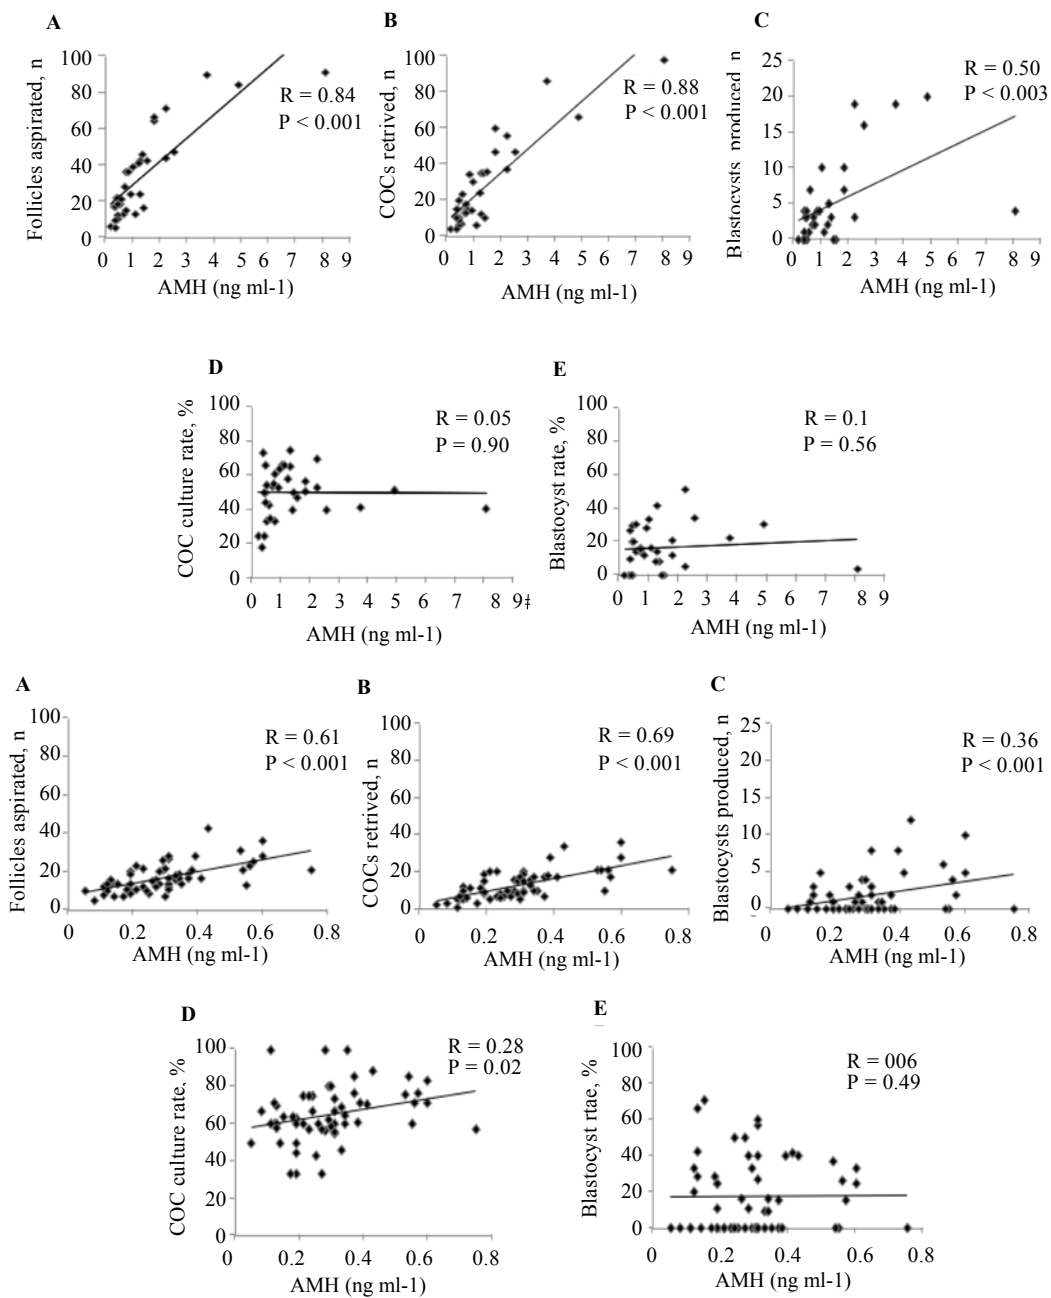 A
Follicles aspirated, n
100
80
60
40
20
0
R = 0.84
P < 0.001
0 1 2 3 4 5 6 7 8 9
AMH (ng ml-1)
B
COCs retrived, n
100
80
60
40
20
0
R = 0.88
P < 0.001
0 1 2 3 4 5 6 7 8 9
AMH (ng ml-1)
C
Blastocysts produced n
25
20
15
10
5
0
R = 0.50
P < 0.003
0 1 2 3 4 5 6 7 8 9
AMH (ng ml-1)
D
COC culture rate, %
100
80
60
40
20
0
R = 0.05
P = 0.90
0 1 2 3 4 5 6 7 8 9
AMH (ng ml-1)
E
Blastocyst rate, %
100
80
60
40
20
0
R = 0.1
P = 0.56
0 1 2 3 4 5 6 7 8 9
AMH (ng ml-1)
A
Follicles aspirated, n
100
80
60
40
20
0
R = 0.61
P < 0.001
0 0.2 0.4 0.6 0.8
AMH (ng ml-1)
B
COCs retrived, n
100
80
60
40
20
0
R = 0.69
P < 0.001
0 0.2 0.4 0.6 0.8
AMH (ng ml-1)
C
Blastocysts produced, n
25
20
15
10
5
0
R = 0.36
P < 0.001
0 0.2 0.4 0.6 0.8
AMH (ng ml-1)
D
COC culture rate, %
100
80
60
40
20
0
R = 0.28
P = 0.02
0 0.2 0.4 0.6 0.8
AMH (ng ml-1)
E
Blastocyst rtae, %
100
80
60
40
20
0
R = 006
P = 0.49
0 0.2 0.4 0.6 0.8
AMH (ng ml-1)